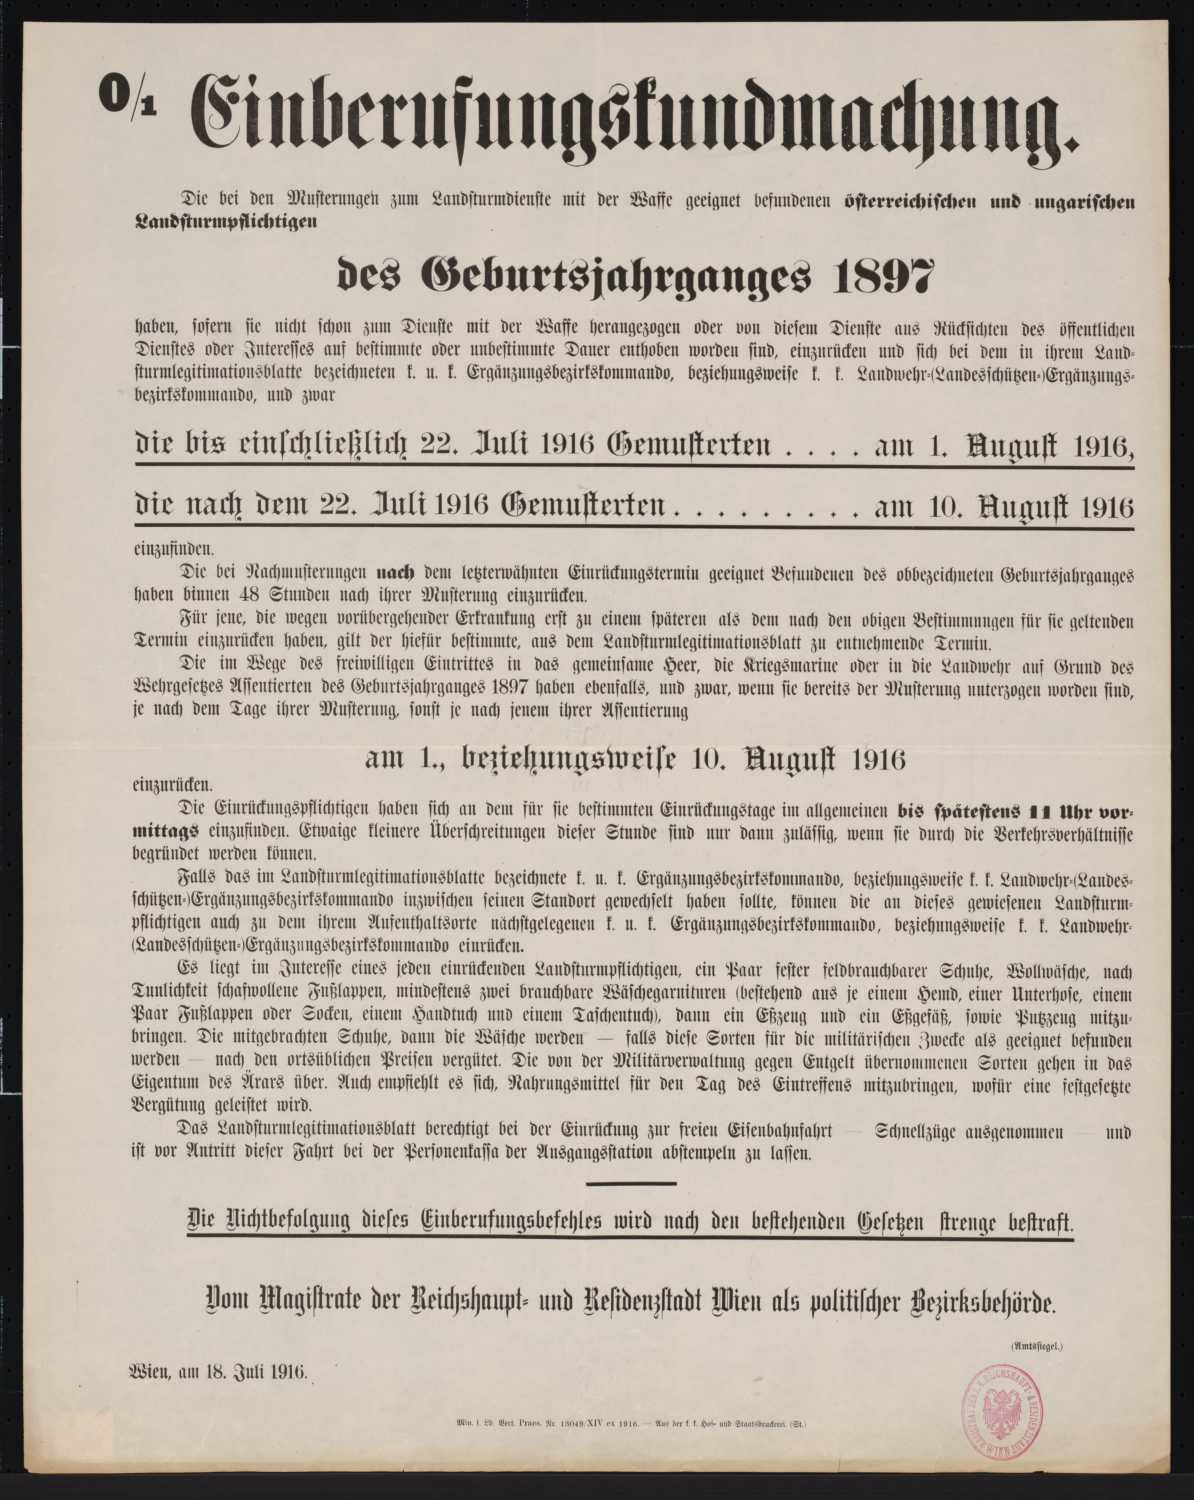 0/1 Einberufungskundmachung.
Die bei den Musterungen zum Landsturmdienste mit der Waffe geeignet befundenen österreichischen und ungarischen
Landsturmpflichtigen
des Geburtsjahrganges 1897
haben, sofern sie nicht schon zum Dienste mit der Waffe herangezogen oder von diesem Dienste aus Rücksichten des öffentlichen
Dienstes oder Interesses auf bestimmte oder unbestimmte Dauer enthoben worden sind, einzurücken und sich bei dem in ihrem Land-
sturmlegitimationsblatte bezeichneten k. u. k. Ergänzungsbezirkskommando, beziehungsweise k. k. Landwehr-(Landesschützen-)Ergänzungs-
bezirkskommando, und zwar
die bis einschließlich 22. Juli 1916 Gemusterten . . . . am 1. August 1916,
die nach dem 22. Juli 1916 Gemusterten . . . . . . . . . am 10. August 1916
einzufinden.
Die bei Nachmusterungen nach dem letzterwähnten Einrückungstermin geeignet Befundenen des obbezeichneten Geburtsjahrganges
haben binnen 48 Stunden nach ihrer Musterung einzurücken.
Für jene, die wegen vorübergehender Erkrankung erst zu einem späteren als dem nach den obigen Bestimmungen für sie geltenden
Termin einzurücken haben, gilt der hiefür bestimmte, aus dem Landsturmlegitimationsblatt zu entnehmende Termin.
Die im Wege des freiwilligen Eintrittes in das gemeinsame Heer, die Kriegsmarine oder in die Landwehr auf Grund des
Wehrgesetzes Assentierten des Geburtsjahrganges 1897 haben ebenfalls, und zwar, wenn sie bereits der Musterung unterzogen worden sind,
je nach dem Tage ihrer Musterung, sonst je nach jenem ihrer Assentierung
am 1., beziehungsweise 10. August 1916
einzurücken.
Die Einrückungspflichtigen haben sich an dem für sie bestimmten Einrückungstage im allgemeinen bis spätestens 11 Uhr vor-
mittags einzufinden. Etwaige kleinere Überschreitungen dieser Stunde sind nur dann zulässig, wenn sie durch die Verkehrsverhältnisse
begründet werden können.
Falls das im Landsturmlegitimationsblatte bezeichnete k. u. k. Ergänzungsbezirkskommando, beziehungsweise k. k. Landwehr-(Landes-
schützen-)Ergänzungsbezirkskommando inzwischen seinen Standort gewechselt haben sollte, können die an dieses gewiesenen Landsturm-
pflichtigen auch zu dem ihrem Aufenthaltsorte nächstgelegenen k. u. k. Ergänzungsbezirkskommando, beziehungsweise k. k. Landwehr-
(Landesschützen-)Ergänzungsbezirkskommando einrücken.
Es liegt im Interesse eines jeden einrückenden Landsturmpflichtigen, ein Paar fester feldbrauchbarer Schuhe, Wollwäsche, nach
Tunlichkeit schafwollene Fußlappen, mindestens zwei brauchbare Wäschegarnituren (bestehend aus je einem Hemd, einer Unterhose, einem
Paar Fußlappen oder Socken, einem Handtuch und einem Taschentuch), dann ein Eßzeug und ein Eßgefäß, sowie Putzzeug mitzu-
bringen. Die mitgebrachten Schuhe, dann die Wäsche werden — falls diese Sorten für die militärischen Zwecke als geeignet befunden
werden — nach den ortsüblichen Preisen vergütet. Die von der Militärverwaltung gegen Entgelt übernommenen Sorten gehen in das
Eigentum des Ärars über. Auch empfiehlt es sich, Nahrungsmittel für den Tag des Eintreffens mitzubringen, wofür eine festgesetzte
Vergütung geleistet wird.
Das Landsturmlegitimationsblatt berechtigt bei der Einrückung zur freien Eisenbahnfahrt — Schnellzüge ausgenommen — und
ist vor Antritt dieser Fahrt bei der Personenkassa der Ausgangsstation abstempeln zu lassen.
Die Nichtbefolgung dieses Einberufungsbefehles wird nach den bestehenden Gesetzen strenge bestraft.
Vom Magistrate der Reichshaupt- und Residenzstadt Wien als politischer Bezirksbehörde.
(Amtssiegel.)
Wien, am 18. Juli 1916.
Min. f. LV. Vert. Praes. Nr. 13049/XIV ex 1916. — Aus der k. k. Hof- und Staatsdruckerei. (St.)